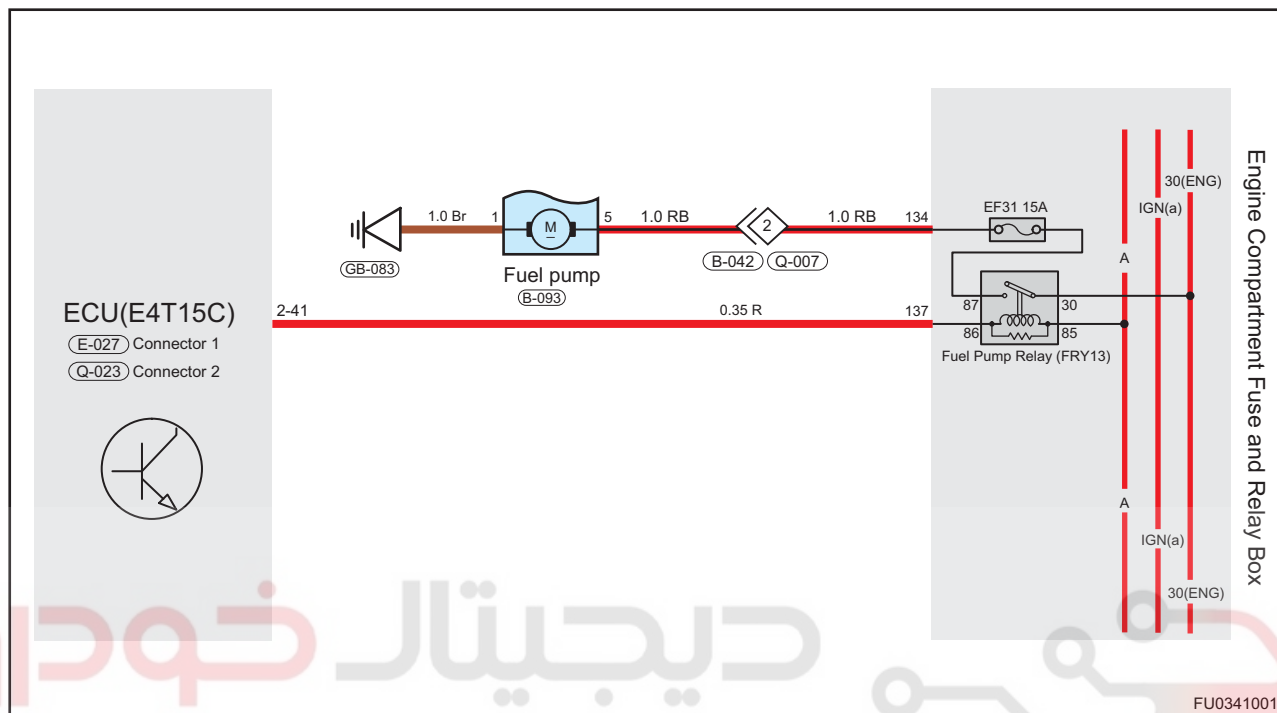 30(ENG)
IGN(a)
A
EF31 15A
1.0 Br
1
M
5
1.0 RB
2
1.0 RB
134
GB-083
B-042
Q-007
Fuel pump
B-093
ECU(E4T15C)
2-41
0.35 R
137
87
30
86
85
Fuel Pump Relay (FRY13)
E-027 Connector 1
Q-023 Connector 2
A
IGN(a)
30(ENG)
Engine Compartment Fuse and Relay Box
دیجیتال خودرو
FU0341001